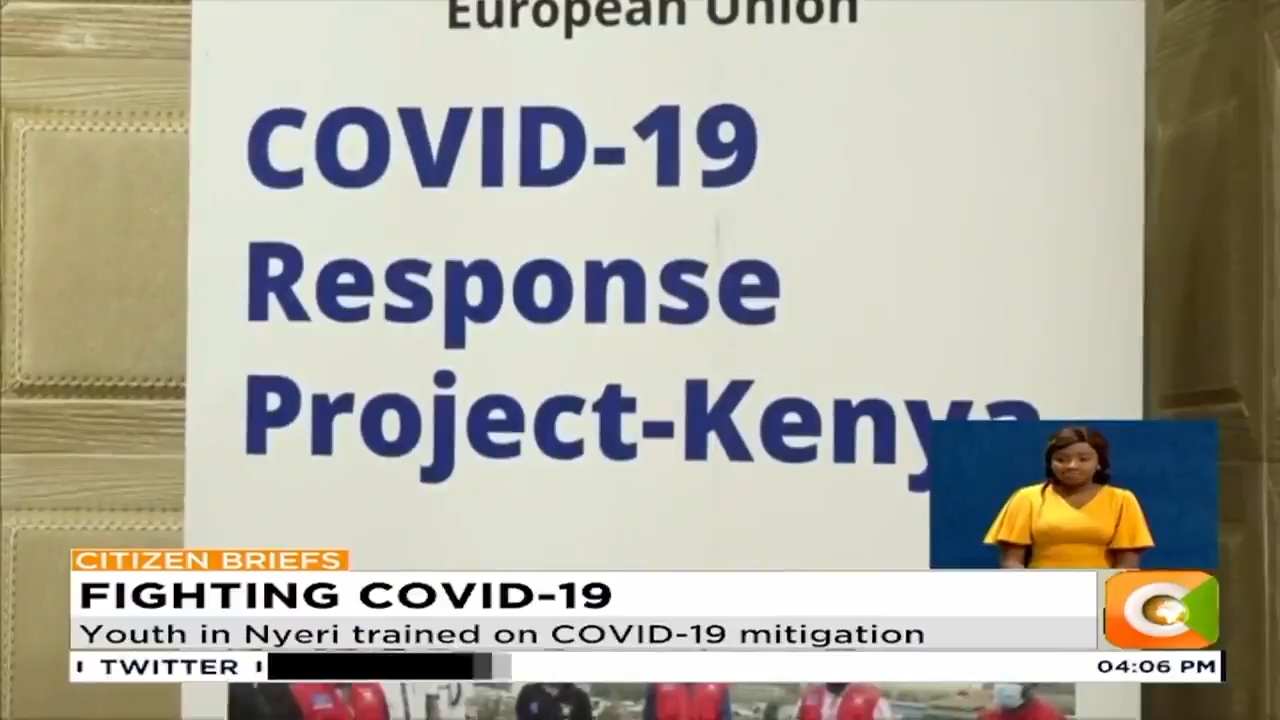 European Union
COVID-19
Response
Project-Kenya
CITIZEN BRIEFS
FIGHTING COVID-19
Youth in Nyeri trained on COVID-19 mitigation
TWITTER
04:06 PM